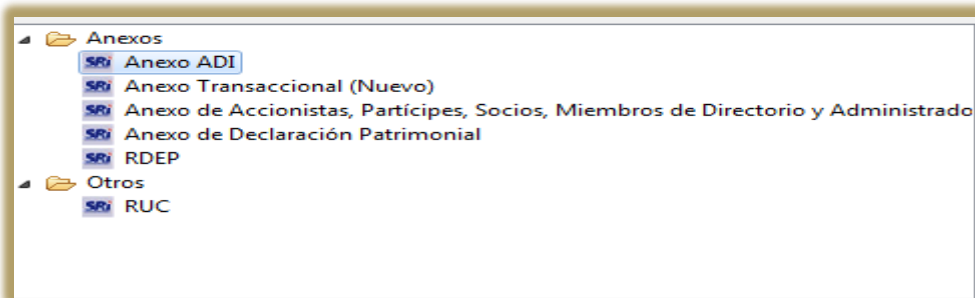 Anexos
SRi Anexo ADI
SRi Anexo Transaccional (Nuevo)
SRi Anexo de Accionistas, Partícipes, Socios, Miembros de Directorio y Administrado
SRi Anexo de Declaración Patrimonial
SRi RDEP
Otros
SRi RUC